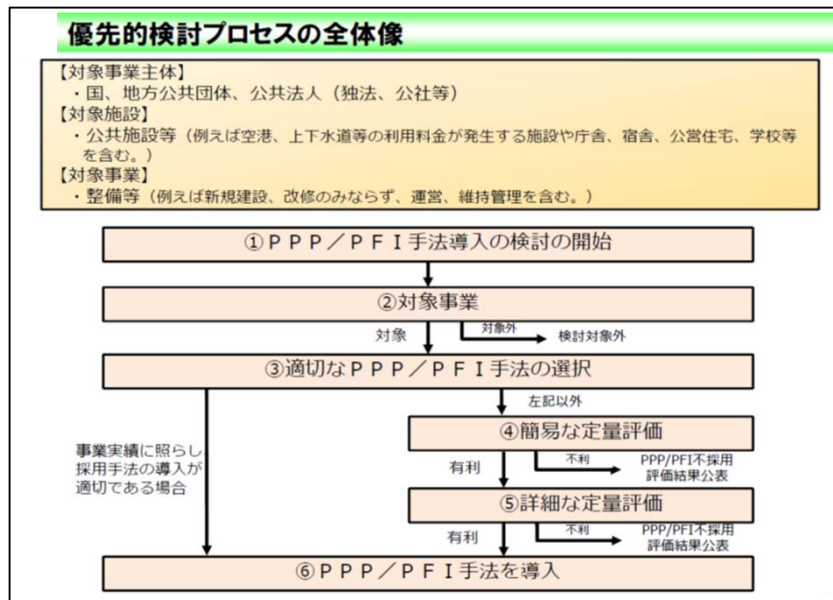 優先的検討プロセスの全体像
【対象事業主体】
・国、地方公共団体、公共法人（独法、公社等）
【対象施設】
・公共施設等（例えば空港、上下水道等の利用料金が発生する施設や庁舎、宿舎、公営住宅、学校等
を含む。）
【対象事業】
・整備等（例えば新規建設、改修のみならず、運営、維持管理を含む。）
①ＰＰＰ／ＰＦＩ手法導入の検討の開始
②対象事業
対象
対象外
検討対象外
③適切なＰＰＰ／ＰＦＩ手法の選択
左記以外
事業実績に照らし、
採用手法の導入が
適切である場合
④簡易な定量評価
有利
不利
PPP/PFI不採用
評価結果公表
⑤詳細な定量評価
有利
不利
PPP/PFI不採用
評価結果公表
⑥ＰＰＰ／ＰＦＩ手法を導入